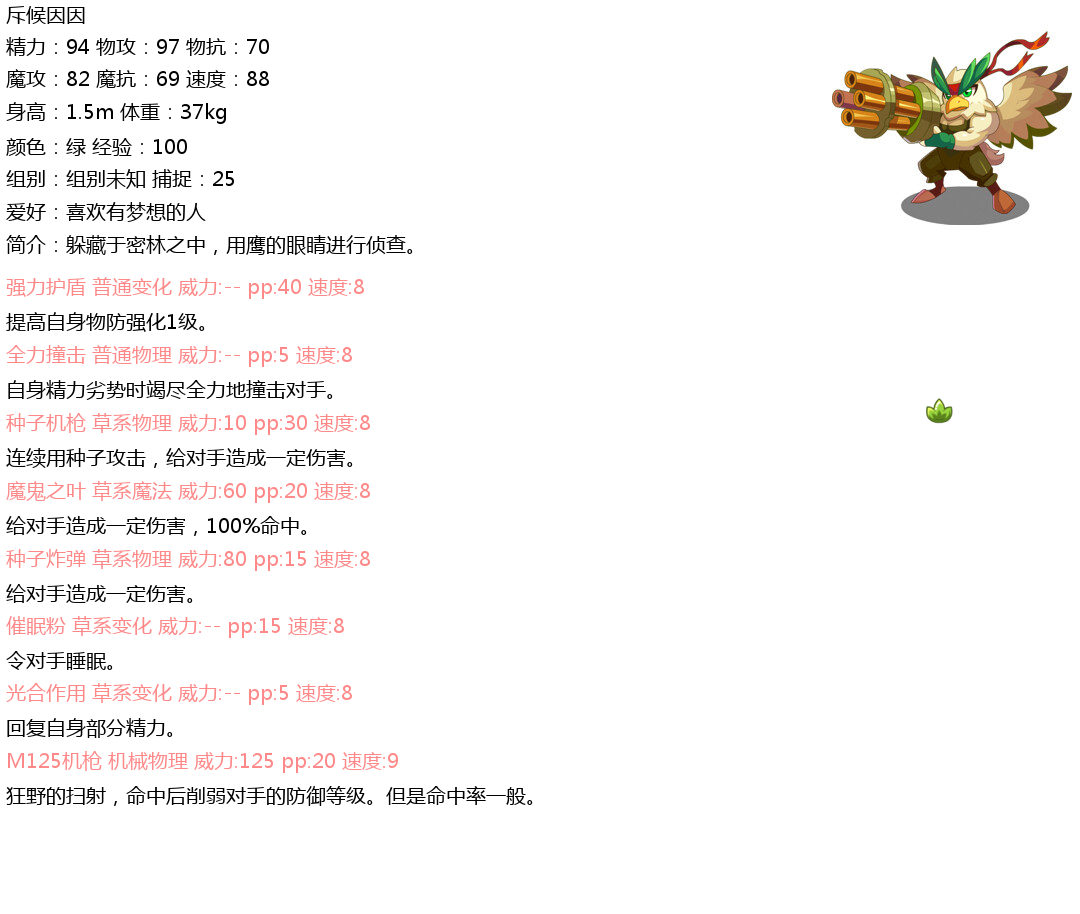 斥候因因
精力：94 物攻：97 物抗：70
魔攻：82 魔抗：69 速度：88
身高：1.5m 体重：37kg
颜色：绿 经验：100
组别：组别未知 捕捉：25
爱好：喜欢有梦想的人
简介：躲藏于密林之中，用鹰的眼睛进行侦查。
强力护盾 普通变化 威力:-- pp:40 速度:8
提高自身物防强化1级。
全力撞击 普通物理 威力:-- pp:5 速度:8
自身精力劣势时竭尽全力地撞击对手。
种子机枪 草系物理 威力:10 pp:30 速度:8
连续用种子攻击，给对手造成一定伤害。
魔鬼之叶 草系魔法 威力:60 pp:20 速度:8
给对手造成一定伤害，100%命中。
种子炸弹 草系物理 威力:80 pp:15 速度:8
给对手造成一定伤害。
催眠粉 草系变化 威力:-- pp:15 速度:8
令对手睡眠。
光合作用 草系变化 威力:-- pp:5 速度:8
回复自身部分精力。
M125机枪 机械物理 威力:125 pp:20 速度:9
狂野的扫射，命中后削弱对手的防御等级。但是命中率一般。